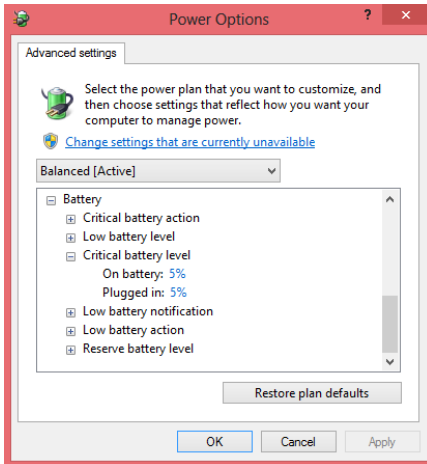 Power Options
?
×
Advanced settings
Select the power plan that you want to customize, and
then choose settings that reflect how you want your
computer to manage power.
Change settings that are currently unavailable
Balanced [Active]
Battery
Critical battery action
Low battery level
Critical battery level
On battery: 5%
Plugged in: 5%
Low battery notification
Low battery action
Reserve battery level
Restore plan defaults
OK
Cancel
Apply